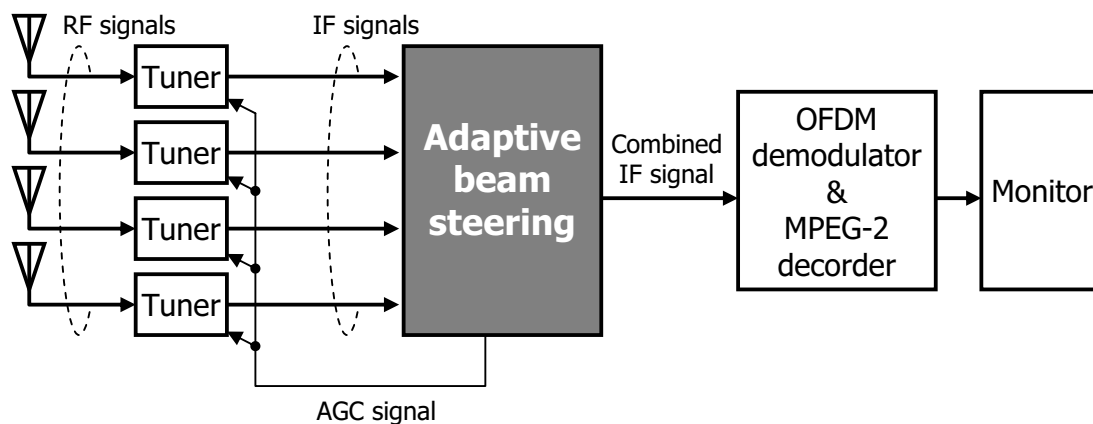 RF signals
IF signals
Tuner
Tuner
Tuner
Tuner
Adaptive
beam
steering
Combined
IF signal
OFDM
demodulator
&
MPEG-2
decorder
Monitor
AGC signal